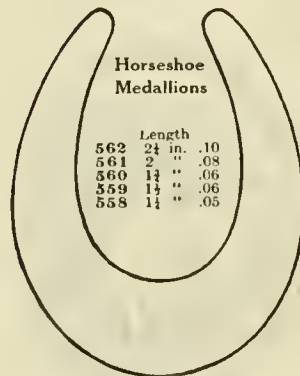 Horseshoe
Medallions
Length
562 2¼ in. .10
561 2 " .08
560 1¾ " .06
559 1½ " .06
558 1¼ " .05